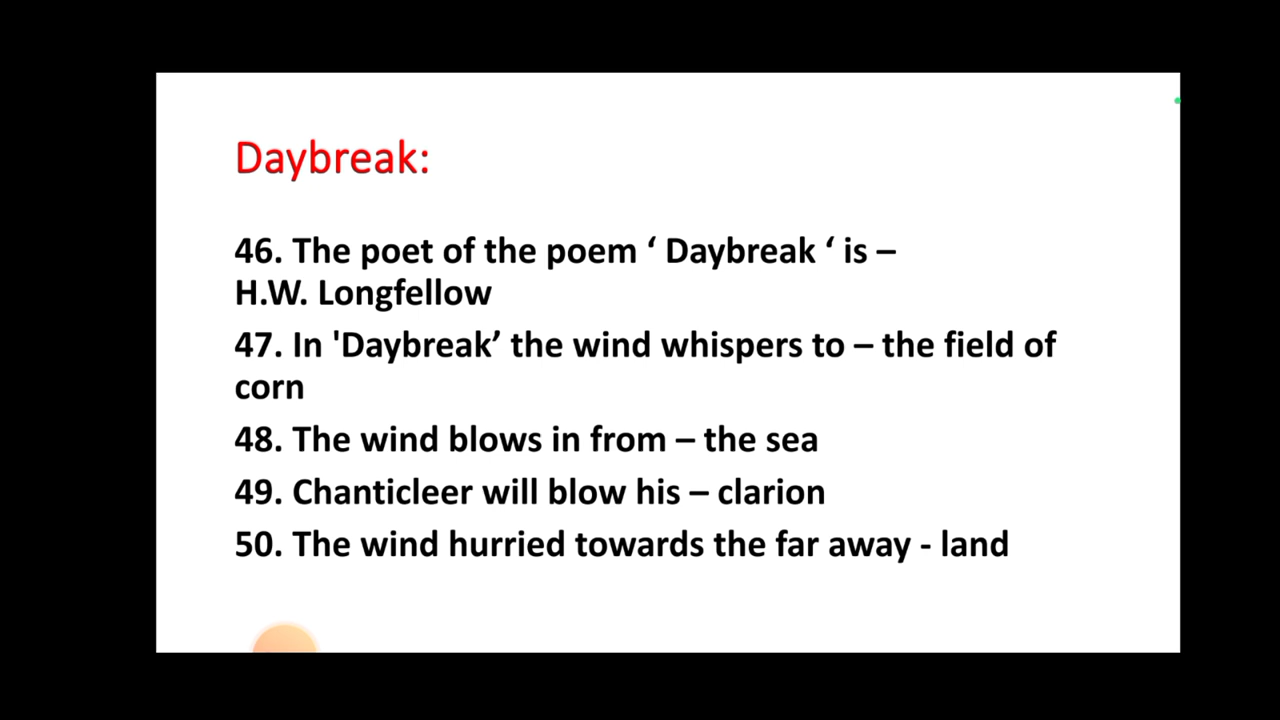 Daybreak:
46. The poet of the poem ‘ Daybreak ‘ is –
H.W. Longfellow
47. In 'Daybreak’ the wind whispers to – the field of
corn
48. The wind blows in from – the sea
49. Chanticleer will blow his – clarion
50. The wind hurried towards the far away - land